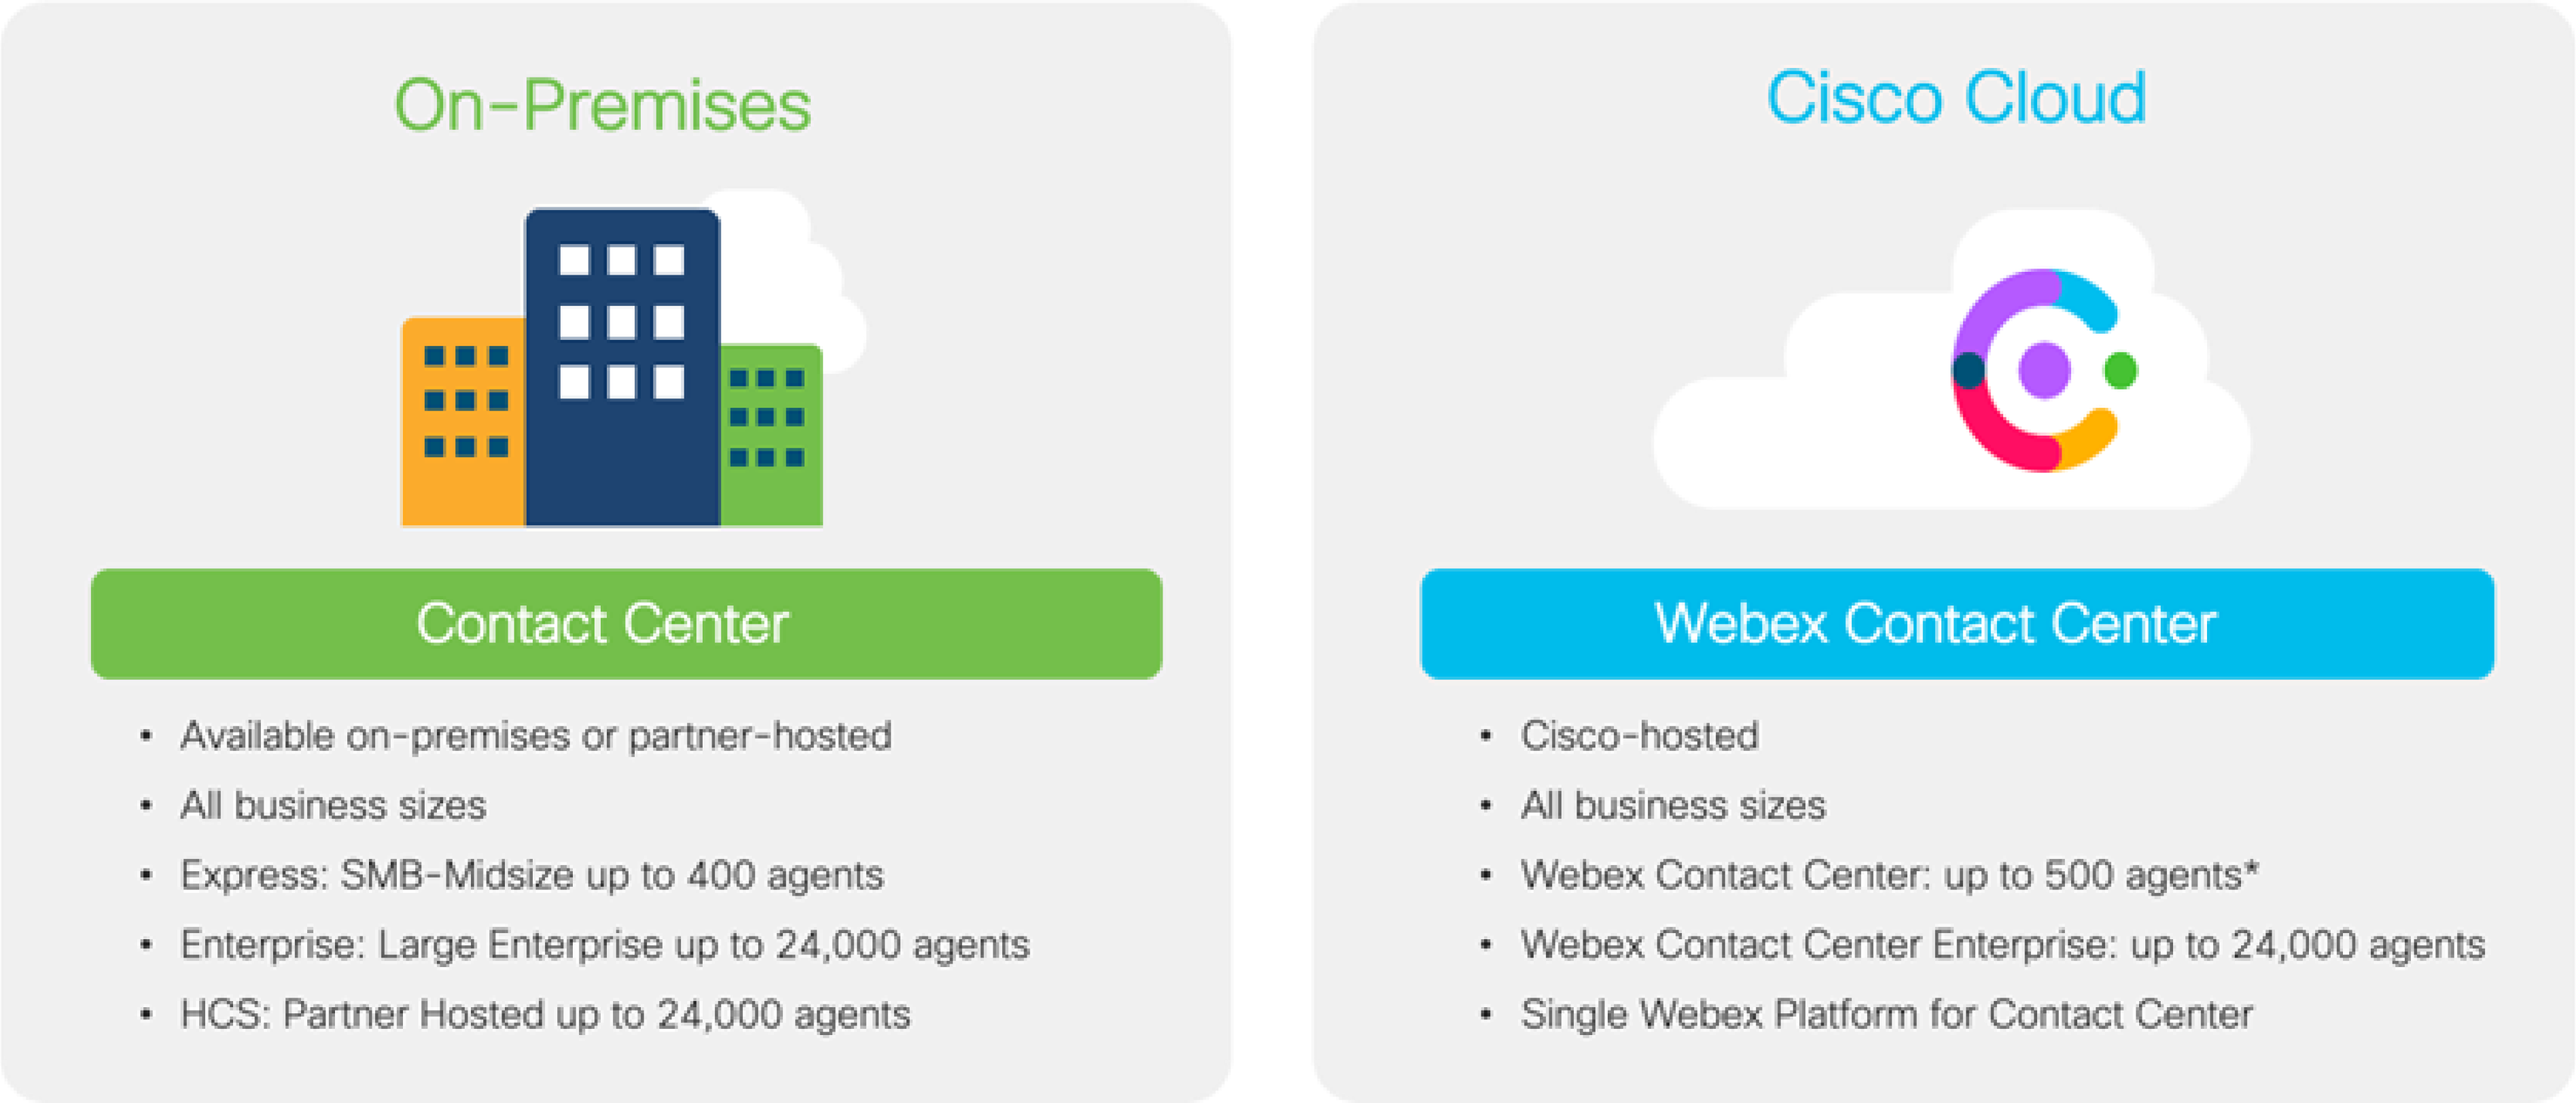 On-Premises
Contact Center
• Available on-premises or partner-hosted
• All business sizes
• Express: SMB-Midsize up to 400 agents
• Enterprise: Large Enterprise up to 24,000 agents
• HCS: Partner Hosted up to 24,000 agents
Cisco Cloud
Webex Contact Center
• Cisco-hosted
• All business sizes
• Webex Contact Center: up to 500 agents*
• Webex Contact Center Enterprise: up to 24,000 agents
• Single Webex Platform for Contact Center